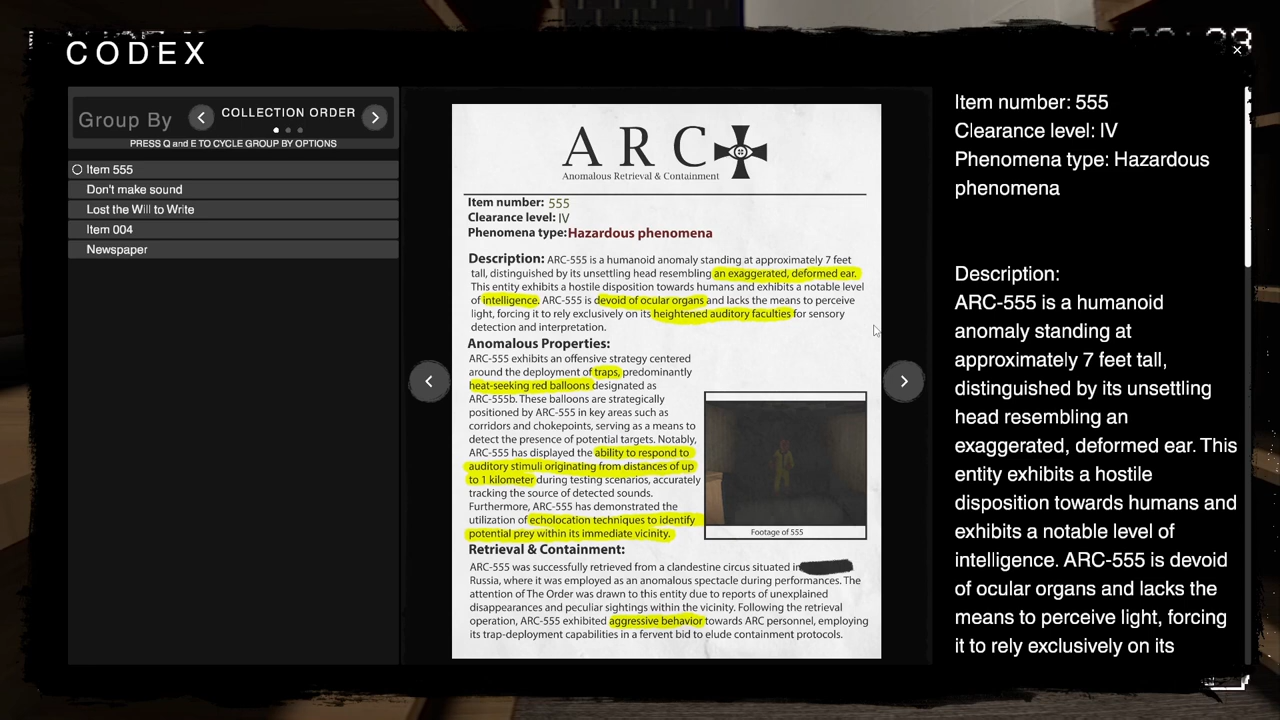 CODEX
Group By
COLLECTION ORDER
PRESS Q and E TO CYCLE GROUP BY OPTIONS
Item 555
Don't make sound
Lost the Will to Write
Item 004
Newspaper
ARC
Anomalous Retrieval & Containment
Item number: 555
Clearance level: IV
Phenomena type: Hazardous phenomena
Description: ARC-555 is a humanoid anomaly standing at approximately 7 feet
tall, distinguished by its unsettling head resembling an exaggerated, deformed ear.
This entity exhibits a hostile disposition towards humans and exhibits a notable level
of intelligence. ARC-555 is devoid of ocular organs and lacks the means to perceive
light, forcing it to rely exclusively on its heightened auditory faculties for sensory
detection and interpretation.
Anomalous Properties:
ARC-555 exhibits an offensive strategy centered
around the deployment of traps, predominantly
heat-seeking red balloons designated as
ARC-555b. These balloons are strategically
positioned by ARC-555 in key areas such as
corridors and chokepoints, serving as a means to
detect the presence of potential targets. Notably,
ARC-555 has displayed the ability to respond to
auditory stimuli originating from distances of up
to 1 kilometer during testing scenarios, accurately
tracking the source of detected sounds.
Furthermore, ARC-555 has demonstrated the
utilization of echolocation techniques to identify
potential prey within its immediate vicinity.
Footage of 555
Retrieval & Containment:
ARC-555 was successfully retrieved from a clandestine circus situated in
Russia, where it was employed as an anomalous spectacle during performances. The
attention of The Order was drawn to this entity due to reports of unexplained
disappearances and peculiar sightings within the vicinity. Following the retrieval
operation, ARC-555 exhibited aggressive behavior towards ARC personnel, employing
its trap-deployment capabilities in a fervent bid to elude containment protocols.
Item number: 555
Clearance level: IV
Phenomena type: Hazardous
phenomena
Description:
ARC-555 is a humanoid
anomaly standing at
approximately 7 feet tall,
distinguished by its unsettling
head resembling an
exaggerated, deformed ear. This
entity exhibits a hostile
disposition towards humans and
exhibits a notable level of
intelligence. ARC-555 is devoid
of ocular organs and lacks the
means to perceive light, forcing
it to rely exclusively on its